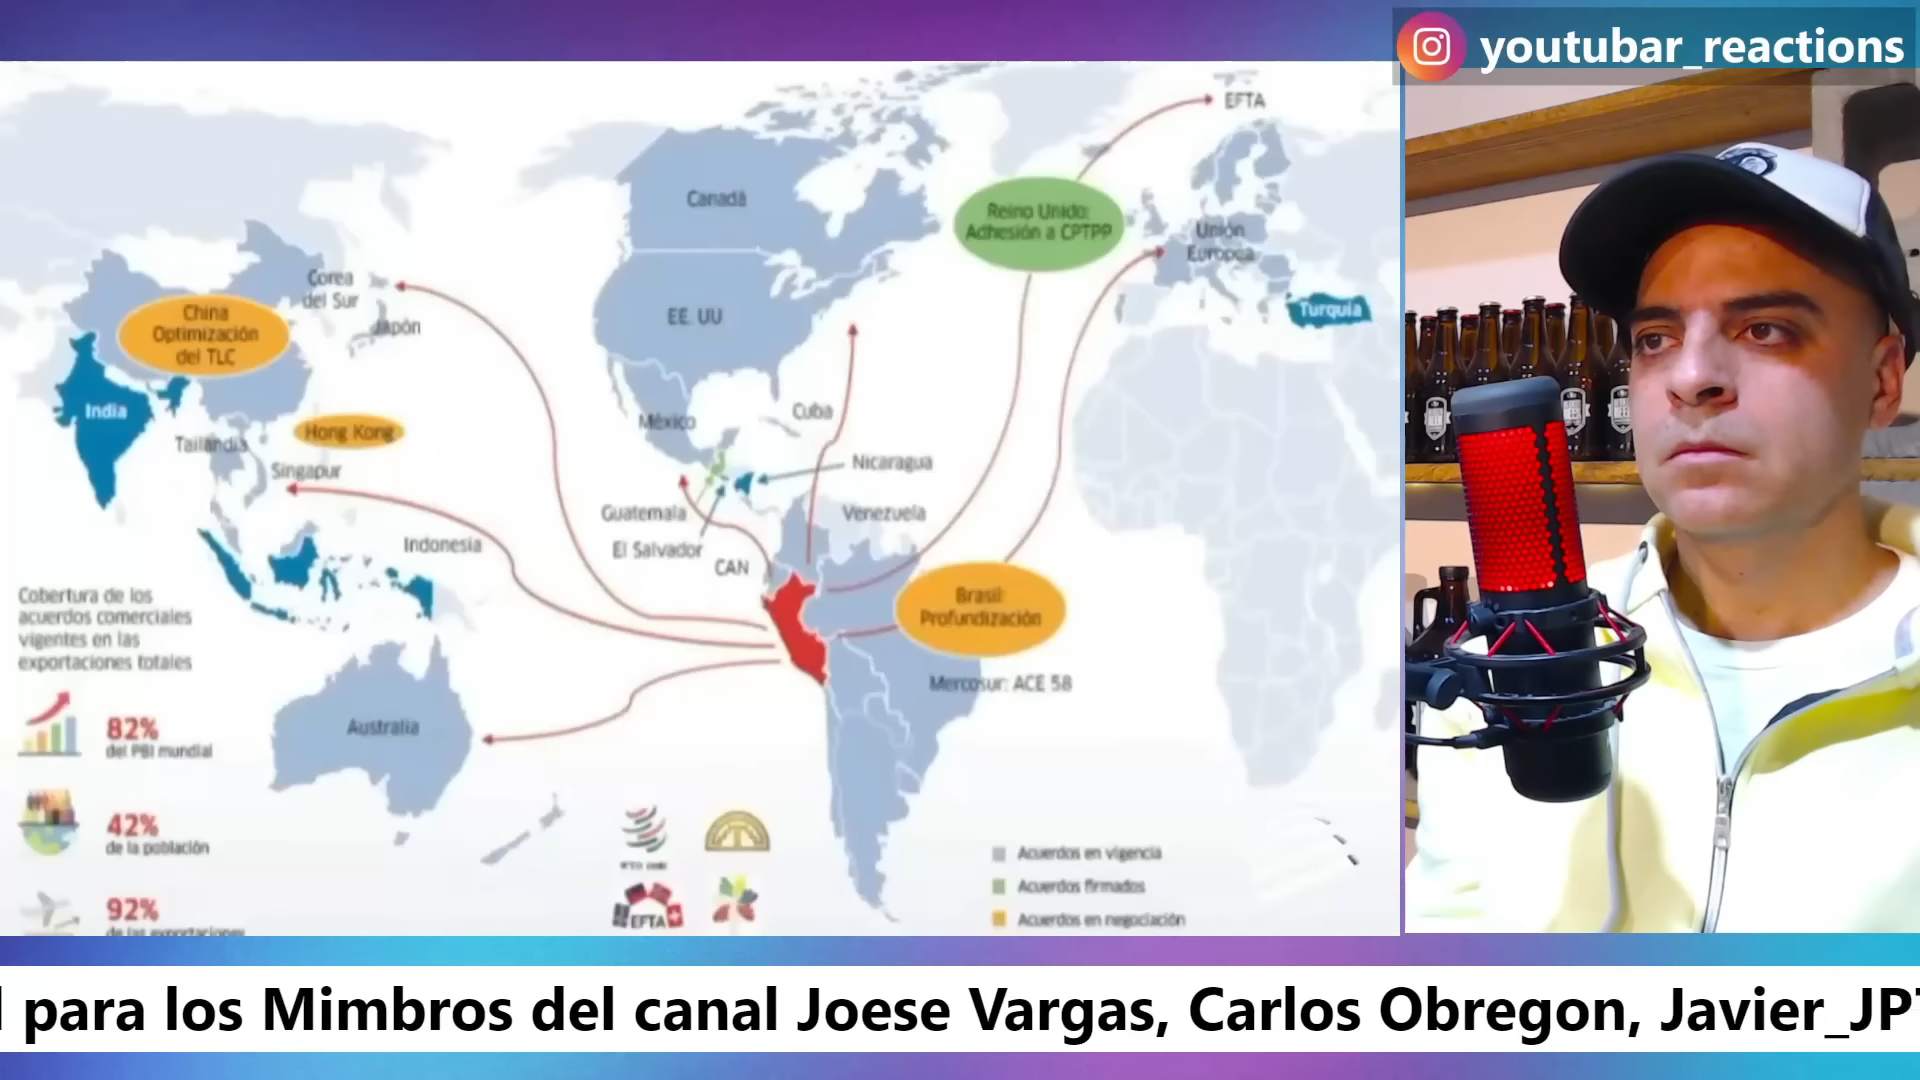 youtubar_reactions
EFTA
Canadá
Reino Unido:
Adhesión a CPTPP
Unión
Europea
Corea
del Sur
China
Optimización
del TLC
Japón
EE. UU
Turquía
India
Hong Kong
México
Cuba
Tailandia
Singapur
Nicaragua
Guatemala
Venezuela
El Salvador
Indonesia
CAN
Brasil:
Profundización
Mercosur: ACE 58
Cobertura de los
acuerdos comerciales
vigentes en las
exportaciones totales
82%
del PBI mundial
Australia
42%
de la población
92%
de las exportaciones
EFTA
Acuerdos en vigencia
Acuerdos firmados
Acuerdos en negociación
para los Mimbros del canal Joese Vargas, Carlos Obregon, Javier_JP